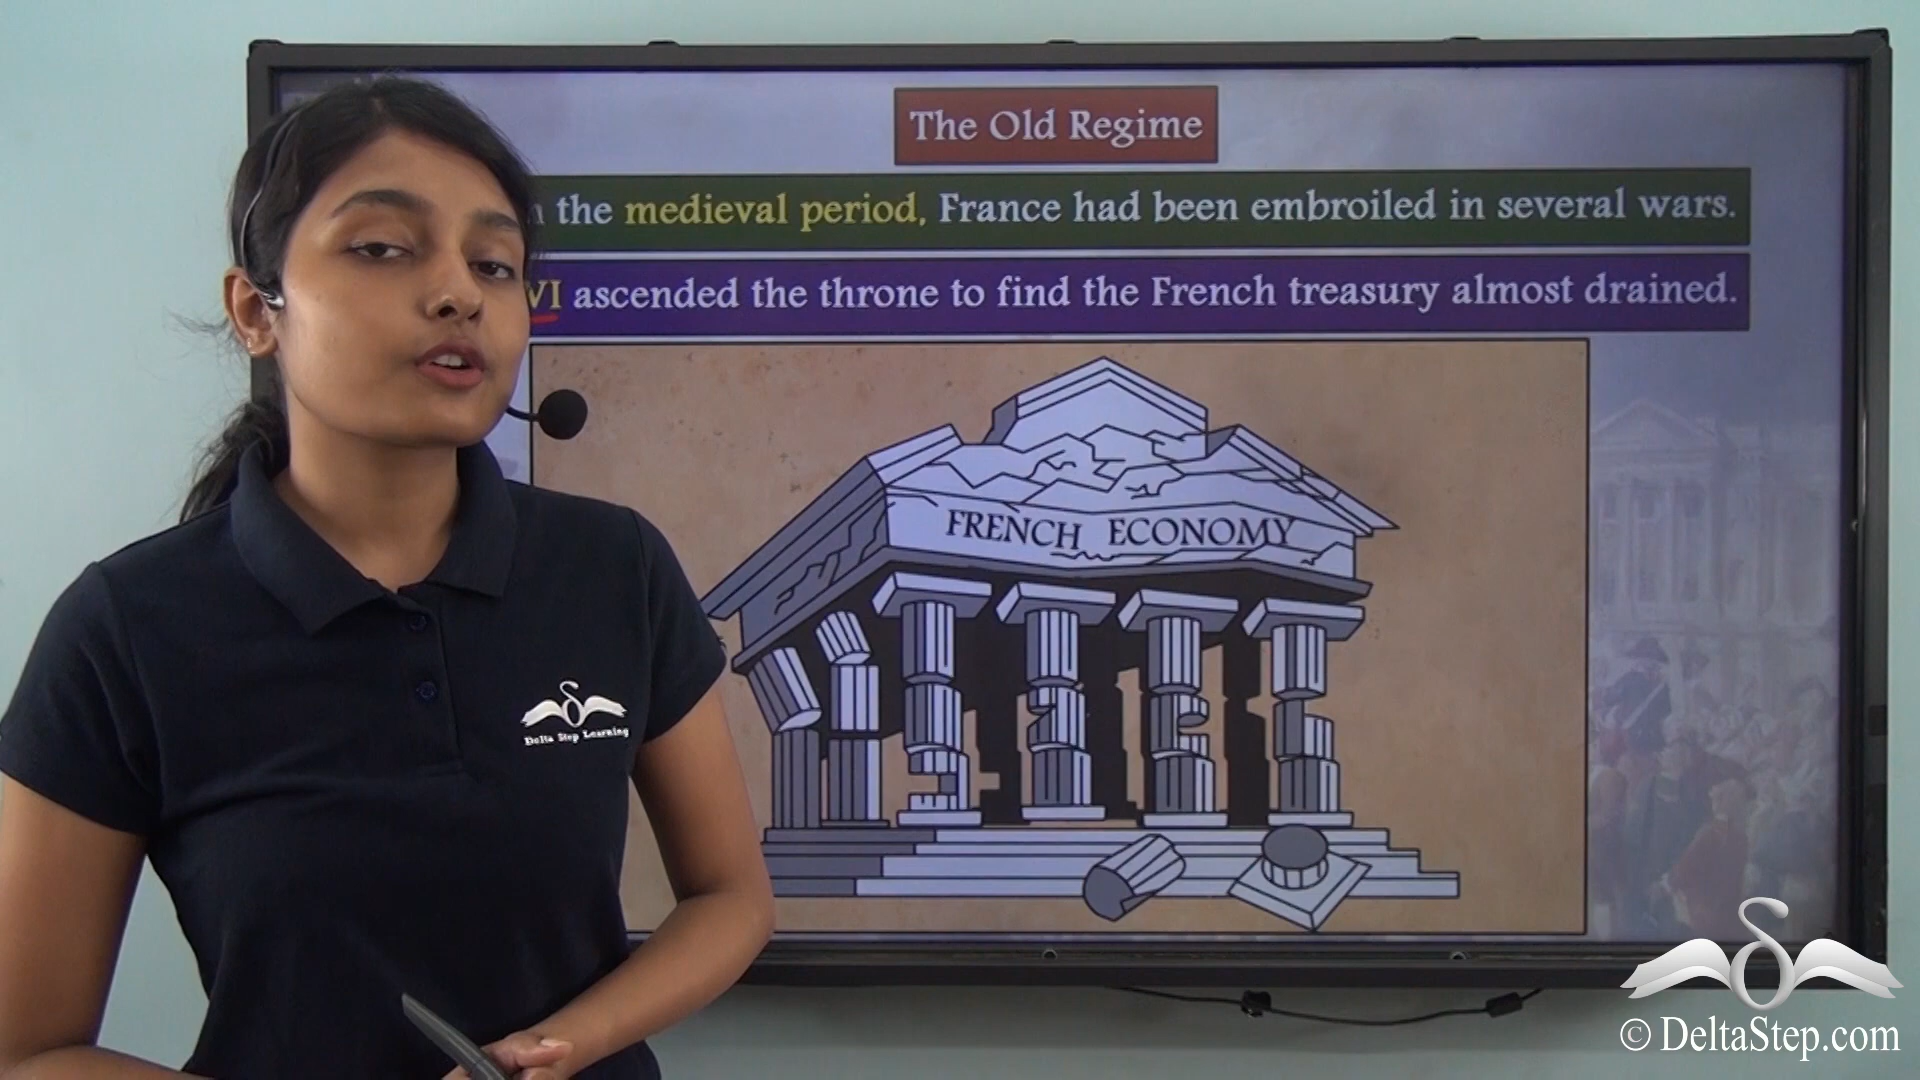 The Old Regime
the medieval period, France had been embroiled in several wars.
VI ascended the throne to find the French treasury almost drained.
FRENCH ECONOMY
Delta Step Learning
© DeltaStep.com